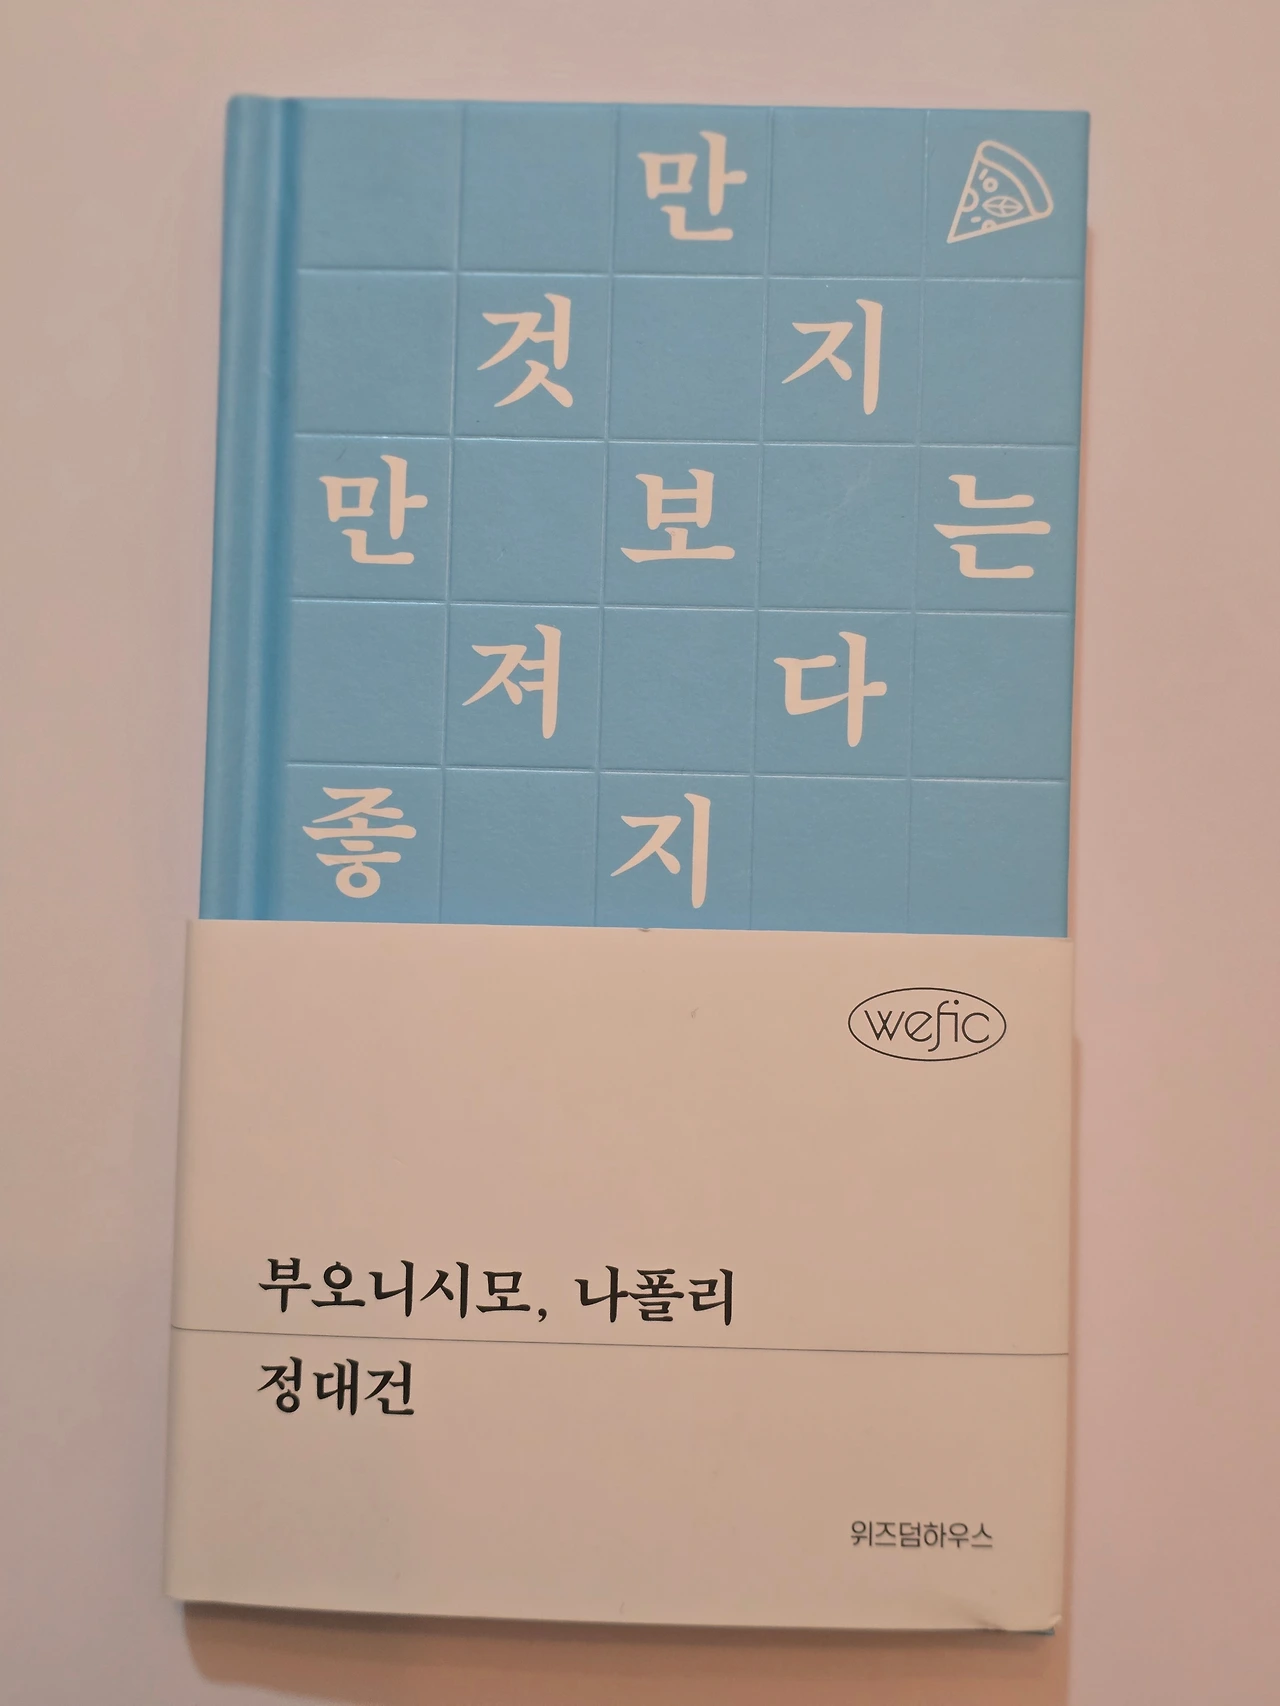 만
것 지
만 보 는
져 다
좋 지
wefic
부오니시모, 나폴리
정대건
위즈덤하우스